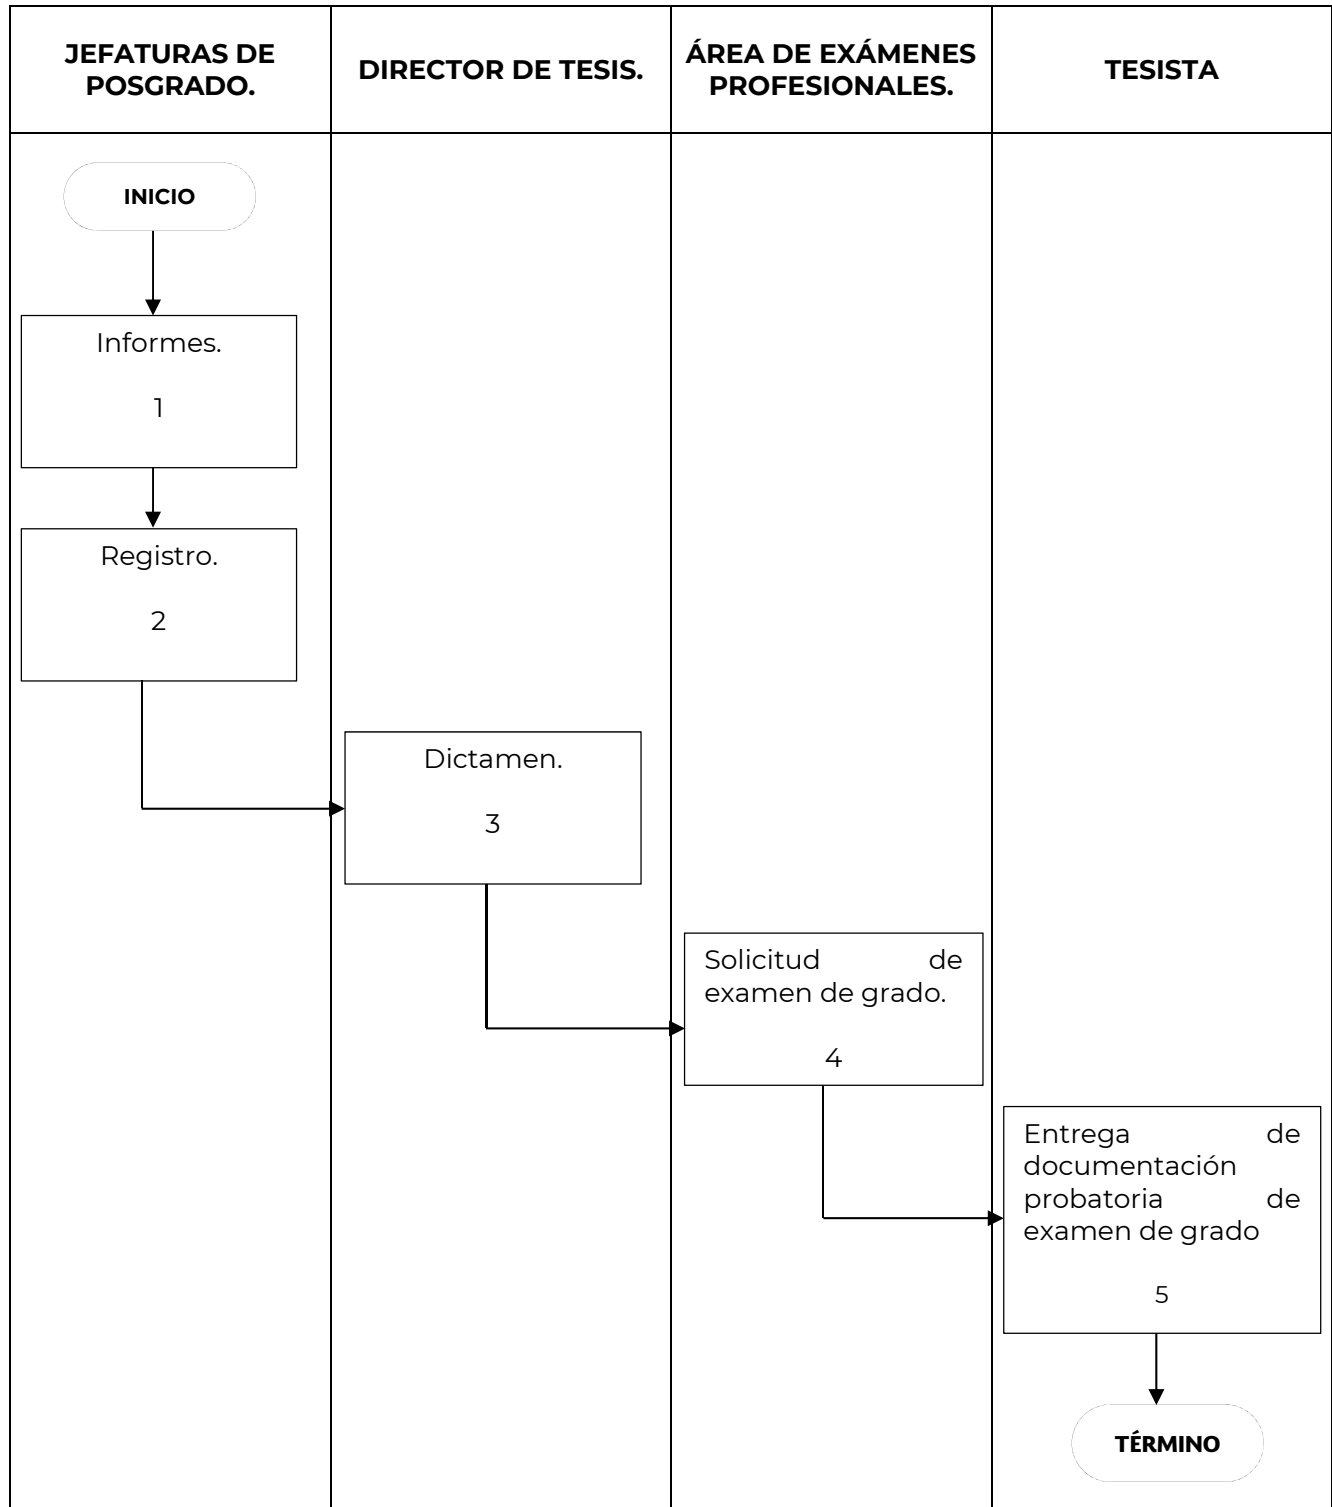 JEFATURAS DE
POSGRADO.
DIRECTOR DE TESIS.
ÁREA DE EXÁMENES
PROFESIONALES.
TESISTA
INICIO
Informes.
1
Registro.
2
Dictamen.
3
Solicitud de
examen de grado.
4
Entrega de
documentación
probatoria de
examen de grado
5
TÉRMINO